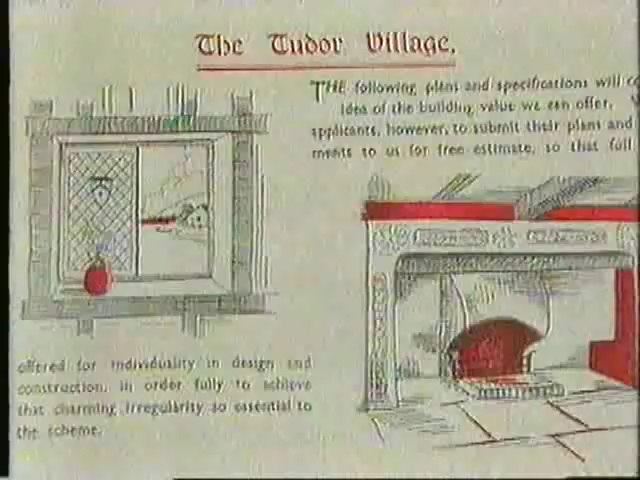 The Tudor Village.
THE following plans and specifications will
idea of the building value we can offer.
applicants, however, to submit their plans and
ments to us for free estimate, so that full
offered for individuality in design and
construction, in order fully to achieve
that charming irregularity so essential to
the scheme.